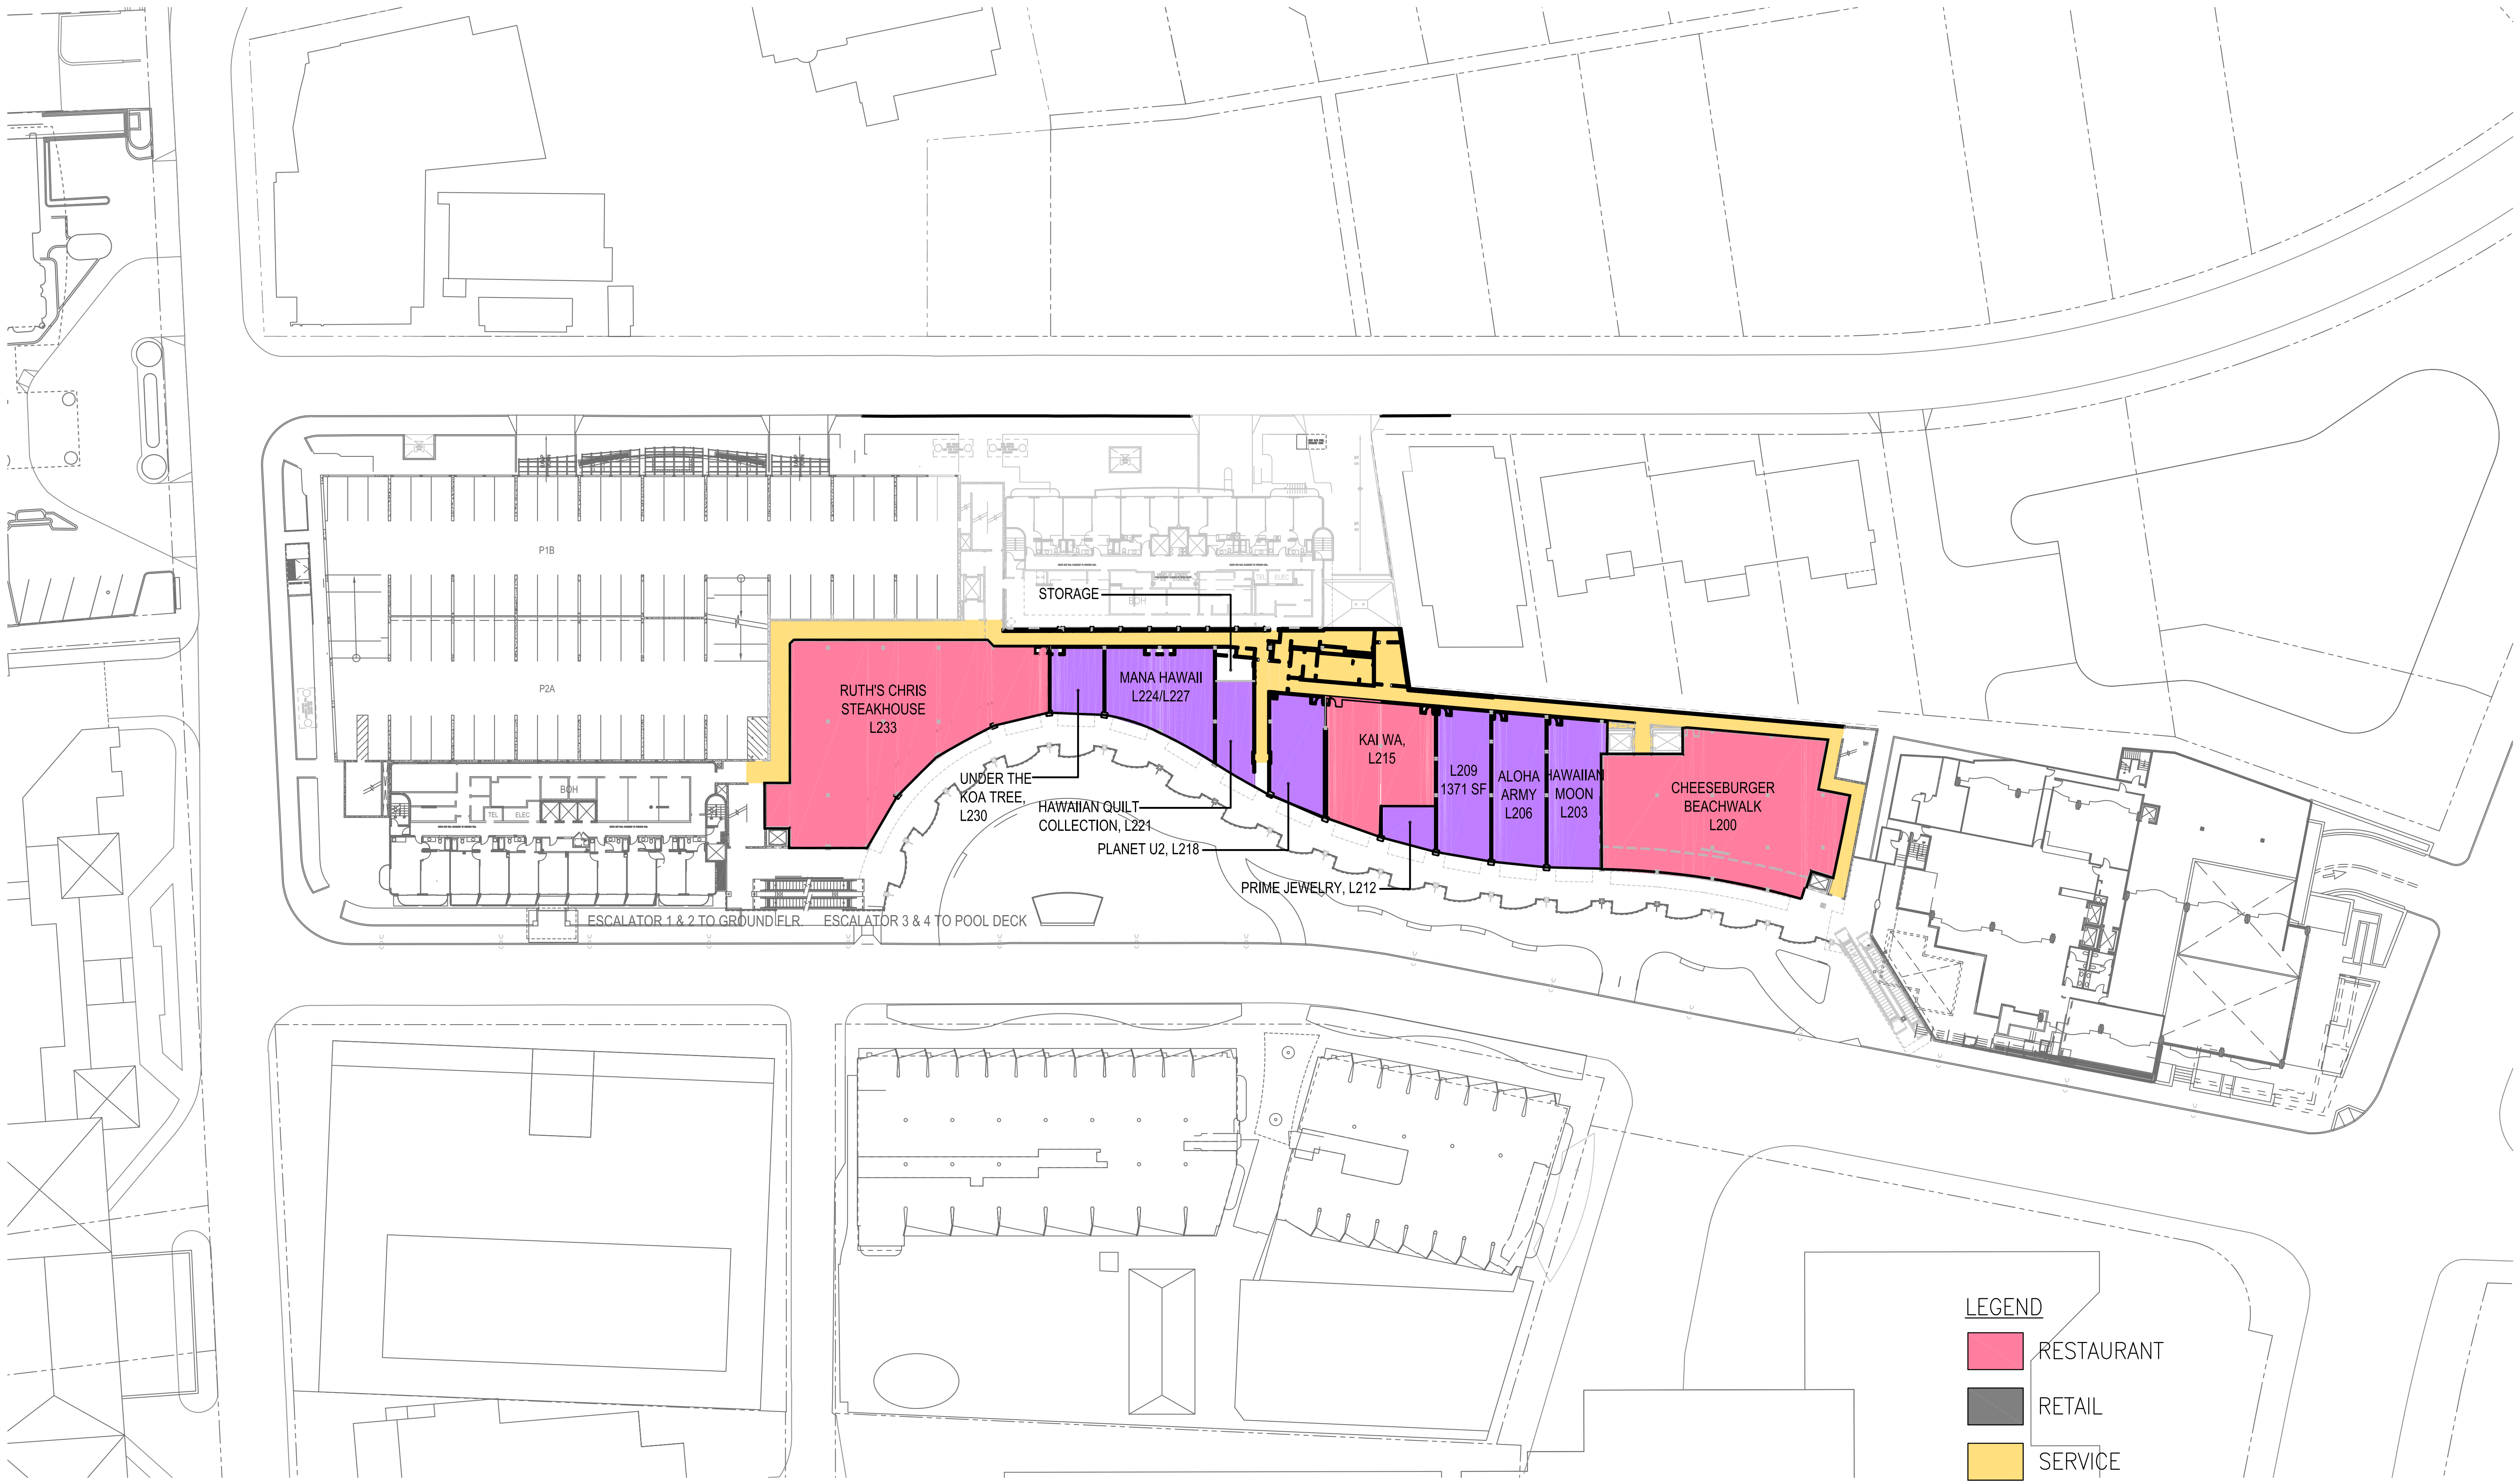 P1B
TEL
ELEC
BOH
STORAGE
P2A
RUTH'S CHRIS
STEAKHOUSE
L233
MANA HAWAII
L224/L227
KAI WA,
L215
L209
1371 SF
ALOHA
ARMY
L206
HAWAIIAN
MOON
L203
CHEESEBURGER
BEACHWALK
L200
UNDER THE
KOA TREE,
L230
HAWAIIAN QUILT
COLLECTION, L221
PLANET U2, L218
PRIME JEWELRY, L212
BOH
TEL
ELEC
ESCALATOR 1 & 2 TO GROUND FLR.
ESCALATOR 3 & 4 TO POOL DECK
LEGEND
RESTAURANT
RETAIL
SERVICE